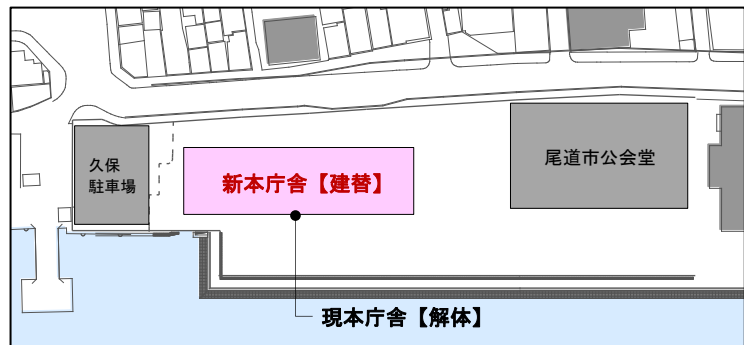 久保
駐車場
新本庁舎【建替】
尾道市公会堂
現本庁舎【解体】